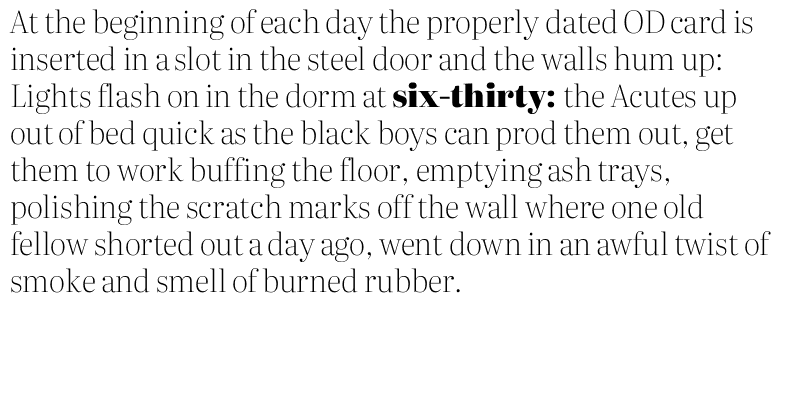 At the beginning of each day the properly dated OD card is
inserted in a slot in the steel door and the walls hum up:
Lights flash on in the dorm at six-thirty: the Acutes up
out of bed quick as the black boys can prod them out, get
them to work buffing the floor, emptying ash trays,
polishing the scratch marks off the wall where one old
fellow shorted out a day ago, went down in an awful twist of
smoke and smell of burned rubber.